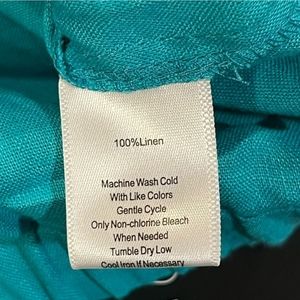 100%Linen
Machine Wash Cold
With Like Colors
Gentle Cycle
Only Non-chlorine Bleach
When Needed
Tumble Dry Low
Cool Iron If Necessary